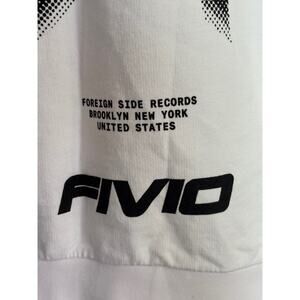 FOREIGN SIDE RECORDS
BROOKLYN NEW YORK
UNITED STATES
FIVIO